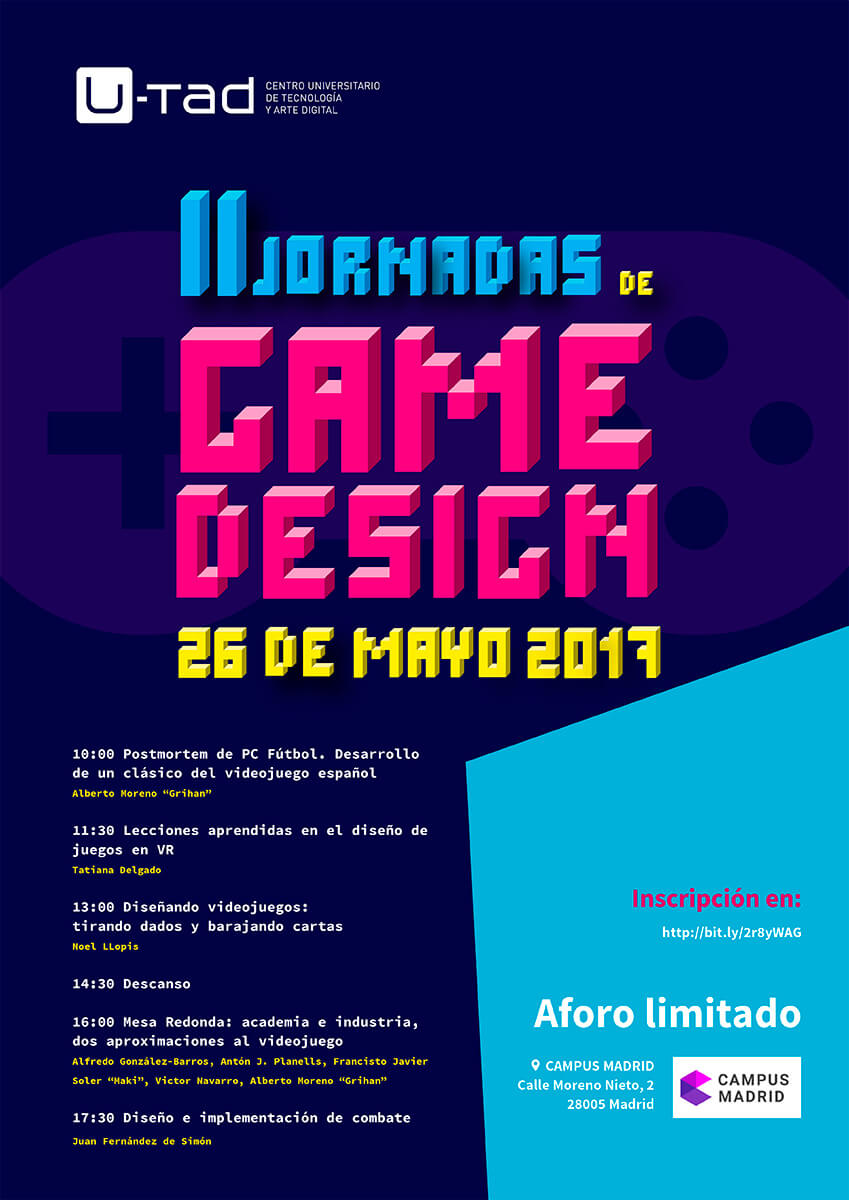 U-Tad
CENTRO UNIVERSITARIO
DE TECNOLOGÍA
Y ARTE DIGITAL
II JORNADAS DE
GAME
DESIGN
26 DE MAYO 2017
10:00 Postmortem de PC Fútbol. Desarrollo
de un clásico del videojuego español
Alberto Moreno “Grihan”
11:30 Lecciones aprendidas en el diseño de
juegos en VR
Tatiana Delgado
13:00 Diseñando videojuegos:
tirando dados y barajando cartas
Noel LLopis
14:30 Descanso
16:00 Mesa Redonda: academia e industria,
dos aproximaciones al videojuego
Alfredo González-Barros, Antón J. Planells, Francisto Javier
Soler “Maki”, Victor Navarro, Alberto Moreno “Grihan”
17:30 Diseño e implementación de combate
Juan Fernández de Simón
Inscripción en:
http://bit.ly/2r8yWAG
Aforo limitado
CAMPUS MADRID
Calle Moreno Nieto, 2
28005 Madrid
CAMPUS
MADRID